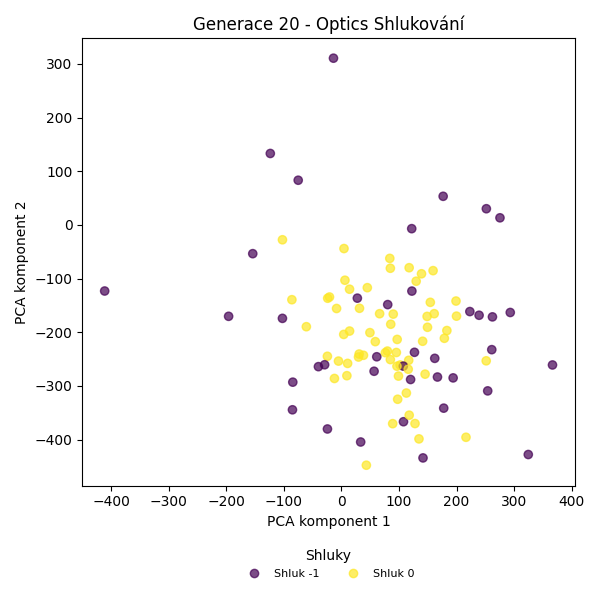 Generace 20 - Optics Shlukování
300
200
100
0
−100
−200
−300
−400
PCA komponent 2
−400 −300 −200 −100 0 100 200 300 400
PCA komponent 1
Shluky
Shluk -1 Shluk 0